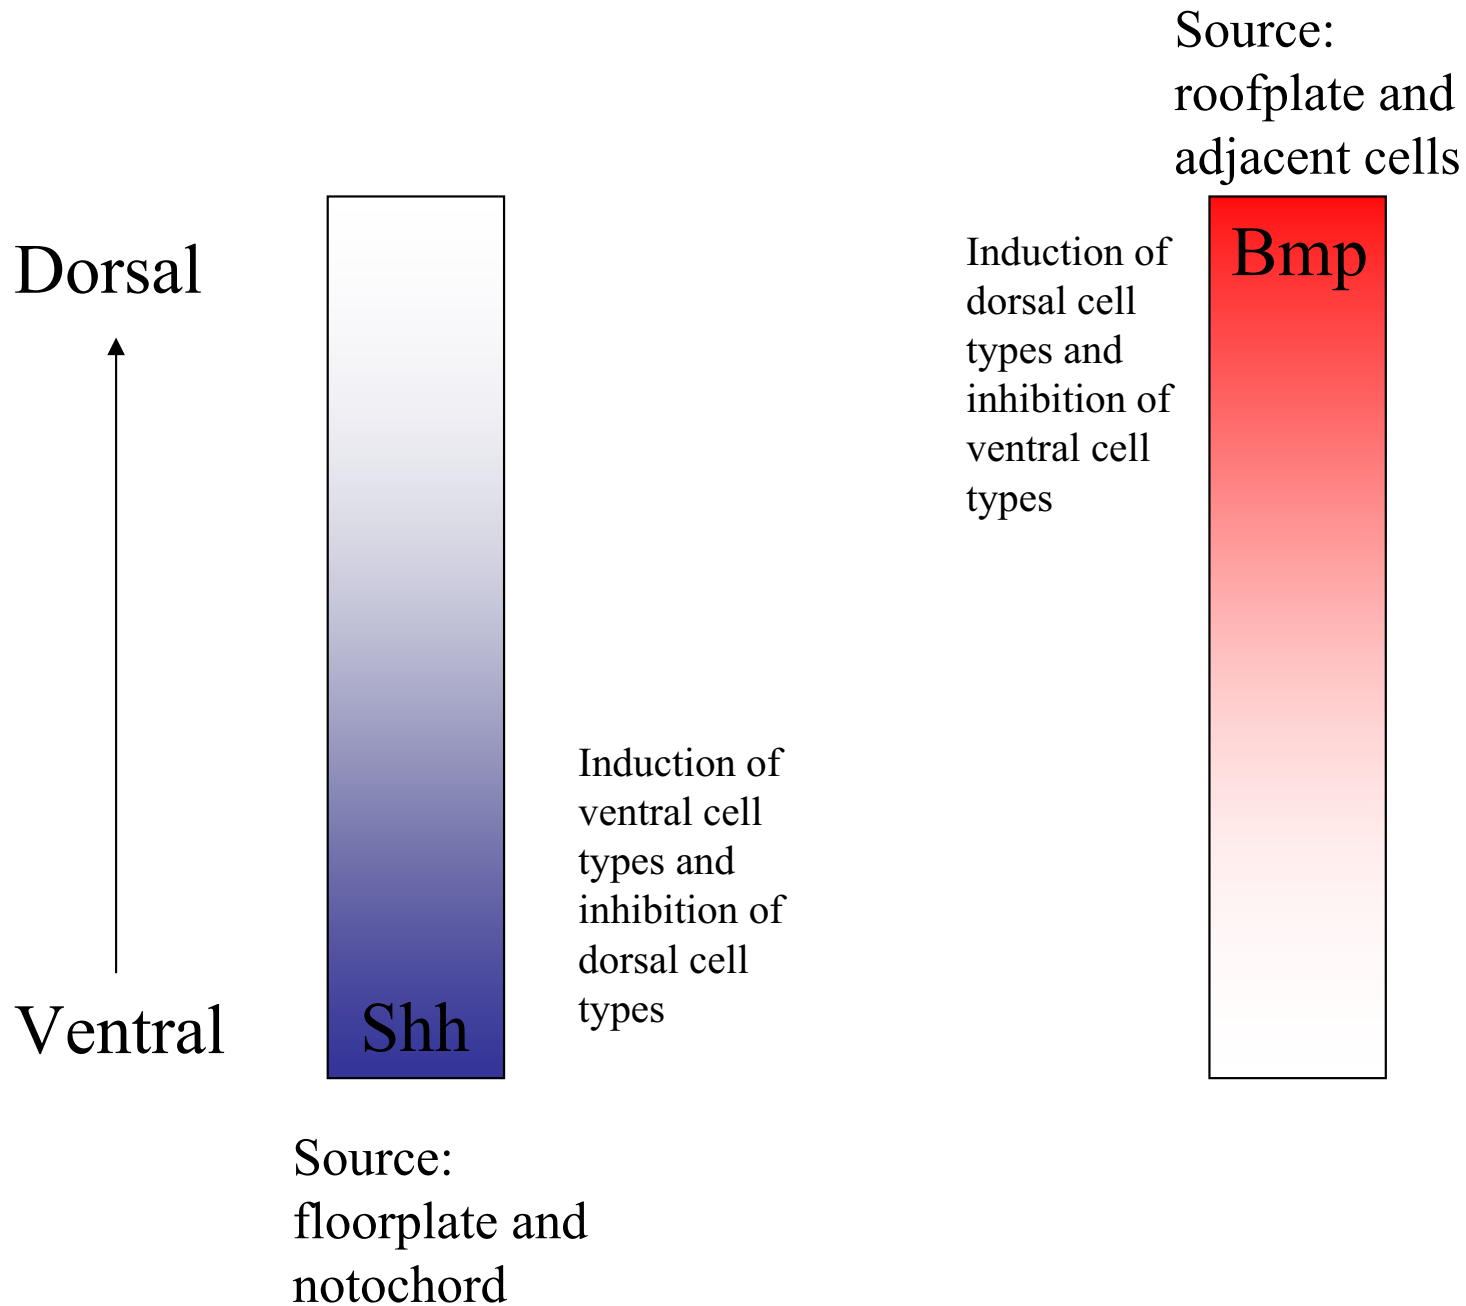 Source:
roofplate and
adjacent cells
Dorsal
Bmp
Induction of
dorsal cell
types and
inhibition of
ventral cell
types
Induction of
ventral cell
types and
inhibition of
dorsal cell
types
Ventral
Shh
Source:
floorplate and
notochord